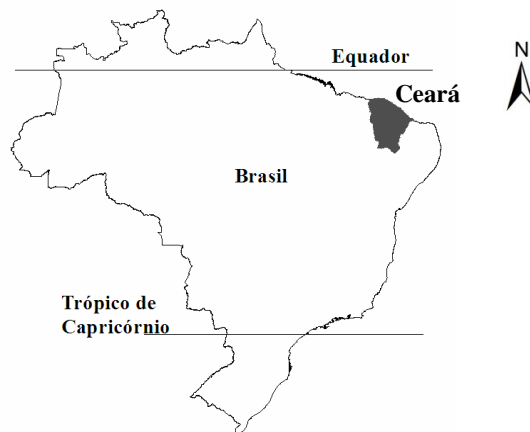 Equador
N
Ceará
Brasil
Trópico de
Capricórnio